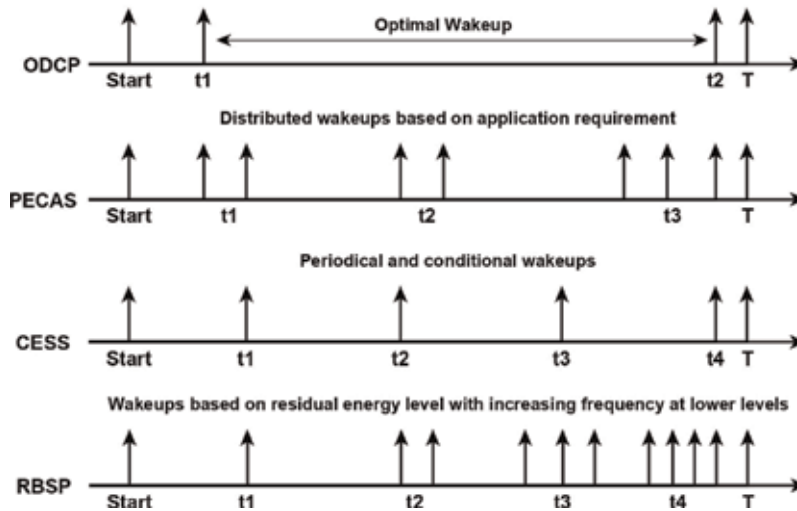 Optimal Wakeup
ODCP
Start t1 t2 T
Distributed wakeups based on application requirement
PECAS
Start t1 t2 t3 T
Periodical and conditional wakeups
CESS
Start t1 t2 t3 t4 T
Wakeups based on residual energy level with increasing frequency at lower levels
RBSP
Start t1 t2 t3 t4 T